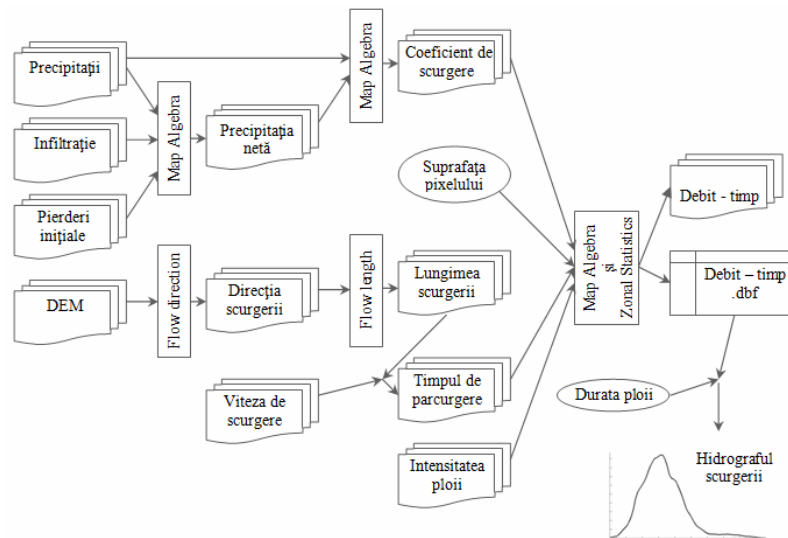 Precipitaţii
Map Algebra
Coeficient de
scurgere
Infiltraţie
Map Algebra
Precipitaţia
netă
Pierderi
iniţiale
Suprafaţa
pixelului
Map Algebra
şi
Zonal Statistics
Debit - timp
DEM
Flow direction
Direcţia
scurgerii
Flow length
Lungimea
scurgerii
Debit – timp
.dbf
Viteza de
scurgere
Timpul de
parcurgere
Durata ploii
Intensitatea
ploii
Hidrograful
scurgerii